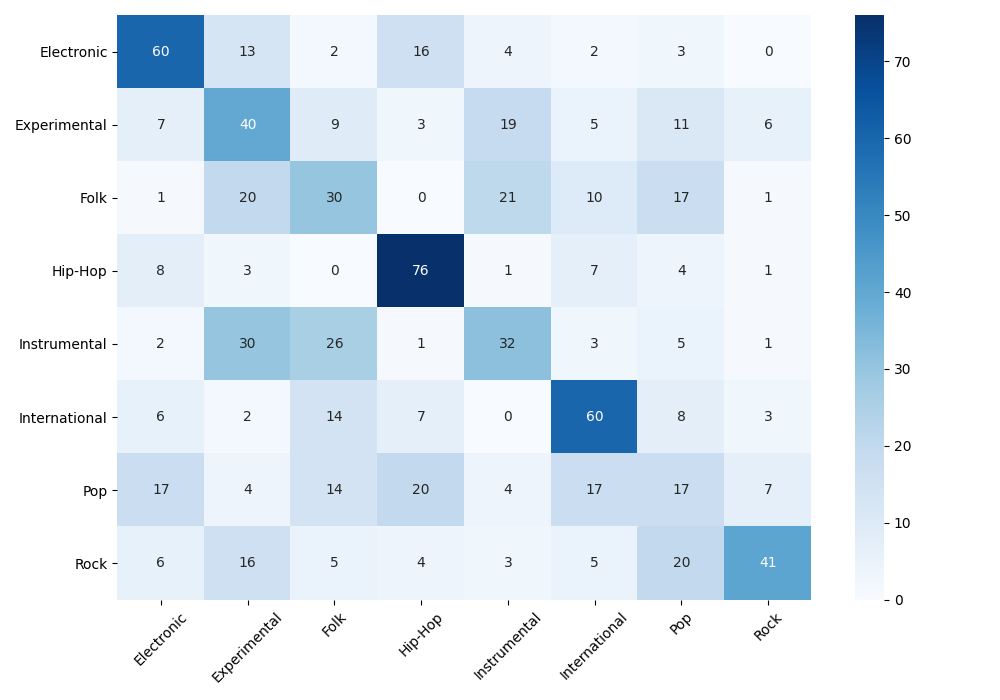 Electronic 60 13 2 16 4 2 3 0
Experimental 7 40 9 3 19 5 11 6
Folk 1 20 30 0 21 10 17 1
Hip-Hop 8 3 0 76 1 7 4 1
Instrumental 2 30 26 1 32 3 5 1
International 6 2 14 7 0 60 8 3
Pop 17 4 14 20 4 17 17 7
Rock 6 16 5 4 3 5 20 41
Electronic Experimental Folk Hip-Hop Instrumental International Pop Rock
70
60
50
40
30
20
10
0